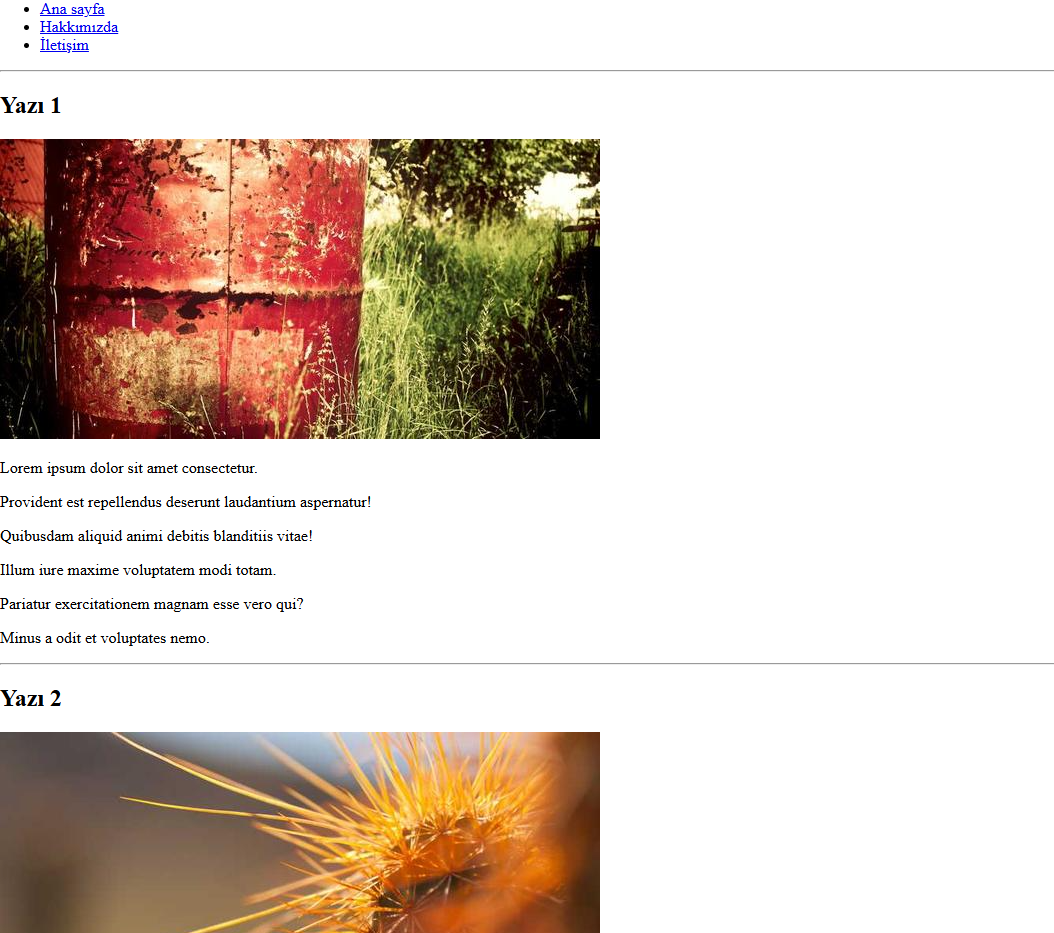 Ana sayfa
Hakkımızda
İletişim
Yazı 1
Lorem ipsum dolor sit amet consectetur.
Provident est repellendus deserunt laudantium aspernatur!
Quibusdam aliquid animi debitis blanditiis vitae!
Illum iure maxime voluptatem modi totam.
Pariatur exercitationem magnam esse vero qui?
Minus a odit et voluptates nemo.
Yazı 2